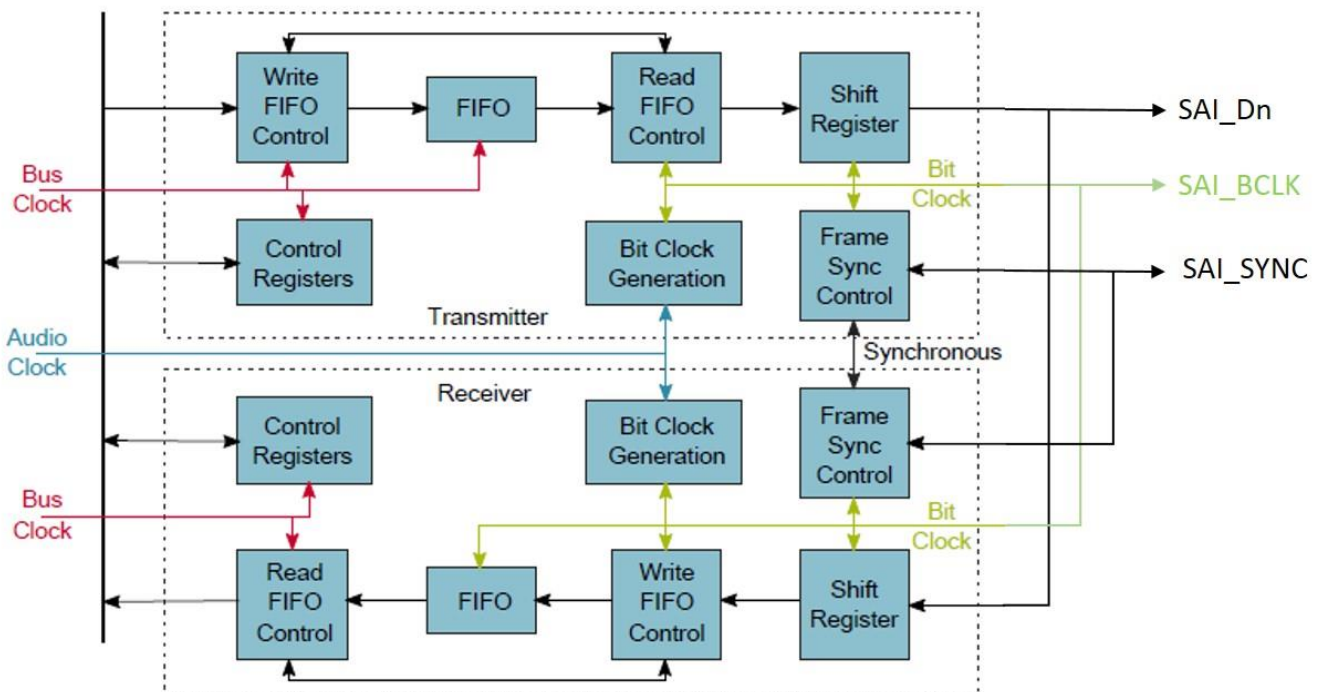 Write
FIFO
Control
FIFO
Read
FIFO
Control
Shift
Register
SAI_Dn
Bus
Clock
Bit
Clock
SAI_BCLK
Control
Registers
Bit Clock
Generation
Frame
Sync
Control
SAI_SYNC
Transmitter
Audio
Clock
Synchronous
Receiver
Control
Registers
Bit Clock
Generation
Frame
Sync
Control
Bus
Clock
Bit
Clock
Read
FIFO
Control
FIFO
Write
FIFO
Control
Shift
Register